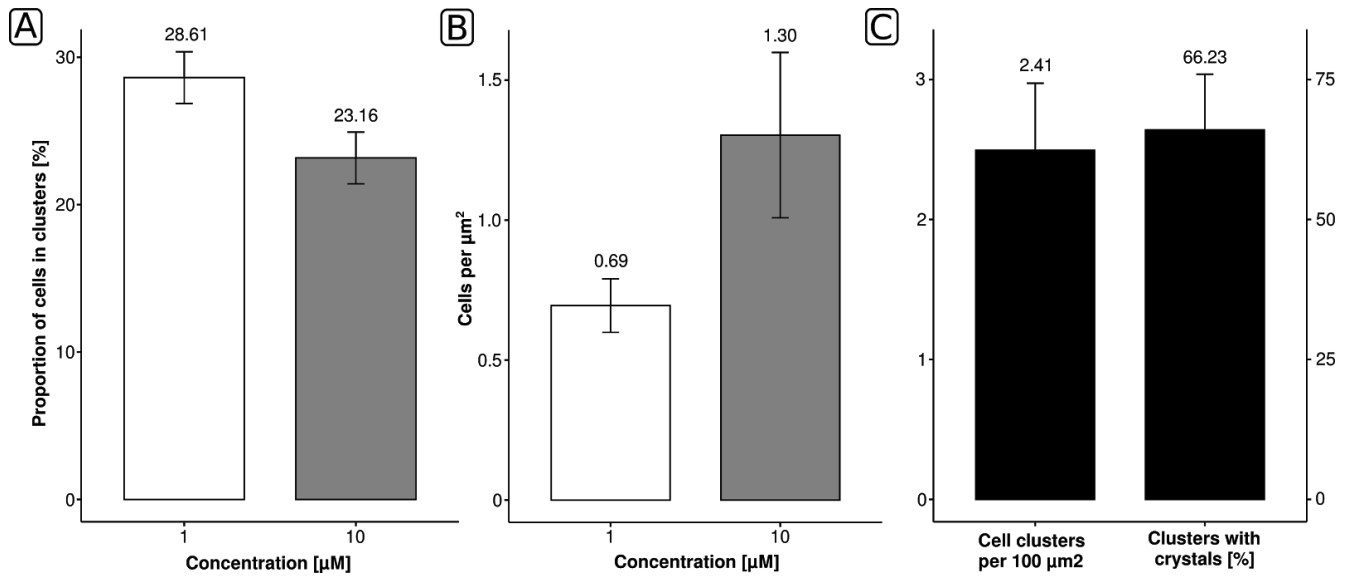 A
28.61
23.16
30
20
10
0
Proportion of cells in clusters [%]
1
10
Concentration [µM]
B
1.30
0.69
1.5
1.0
0.5
0
Cells per µm²
1
10
Concentration [µM]
C
2.41
66.23
3
2
1
0
75
50
25
0
Cell clusters
per 100 µm2
Clusters with
crystals [%]